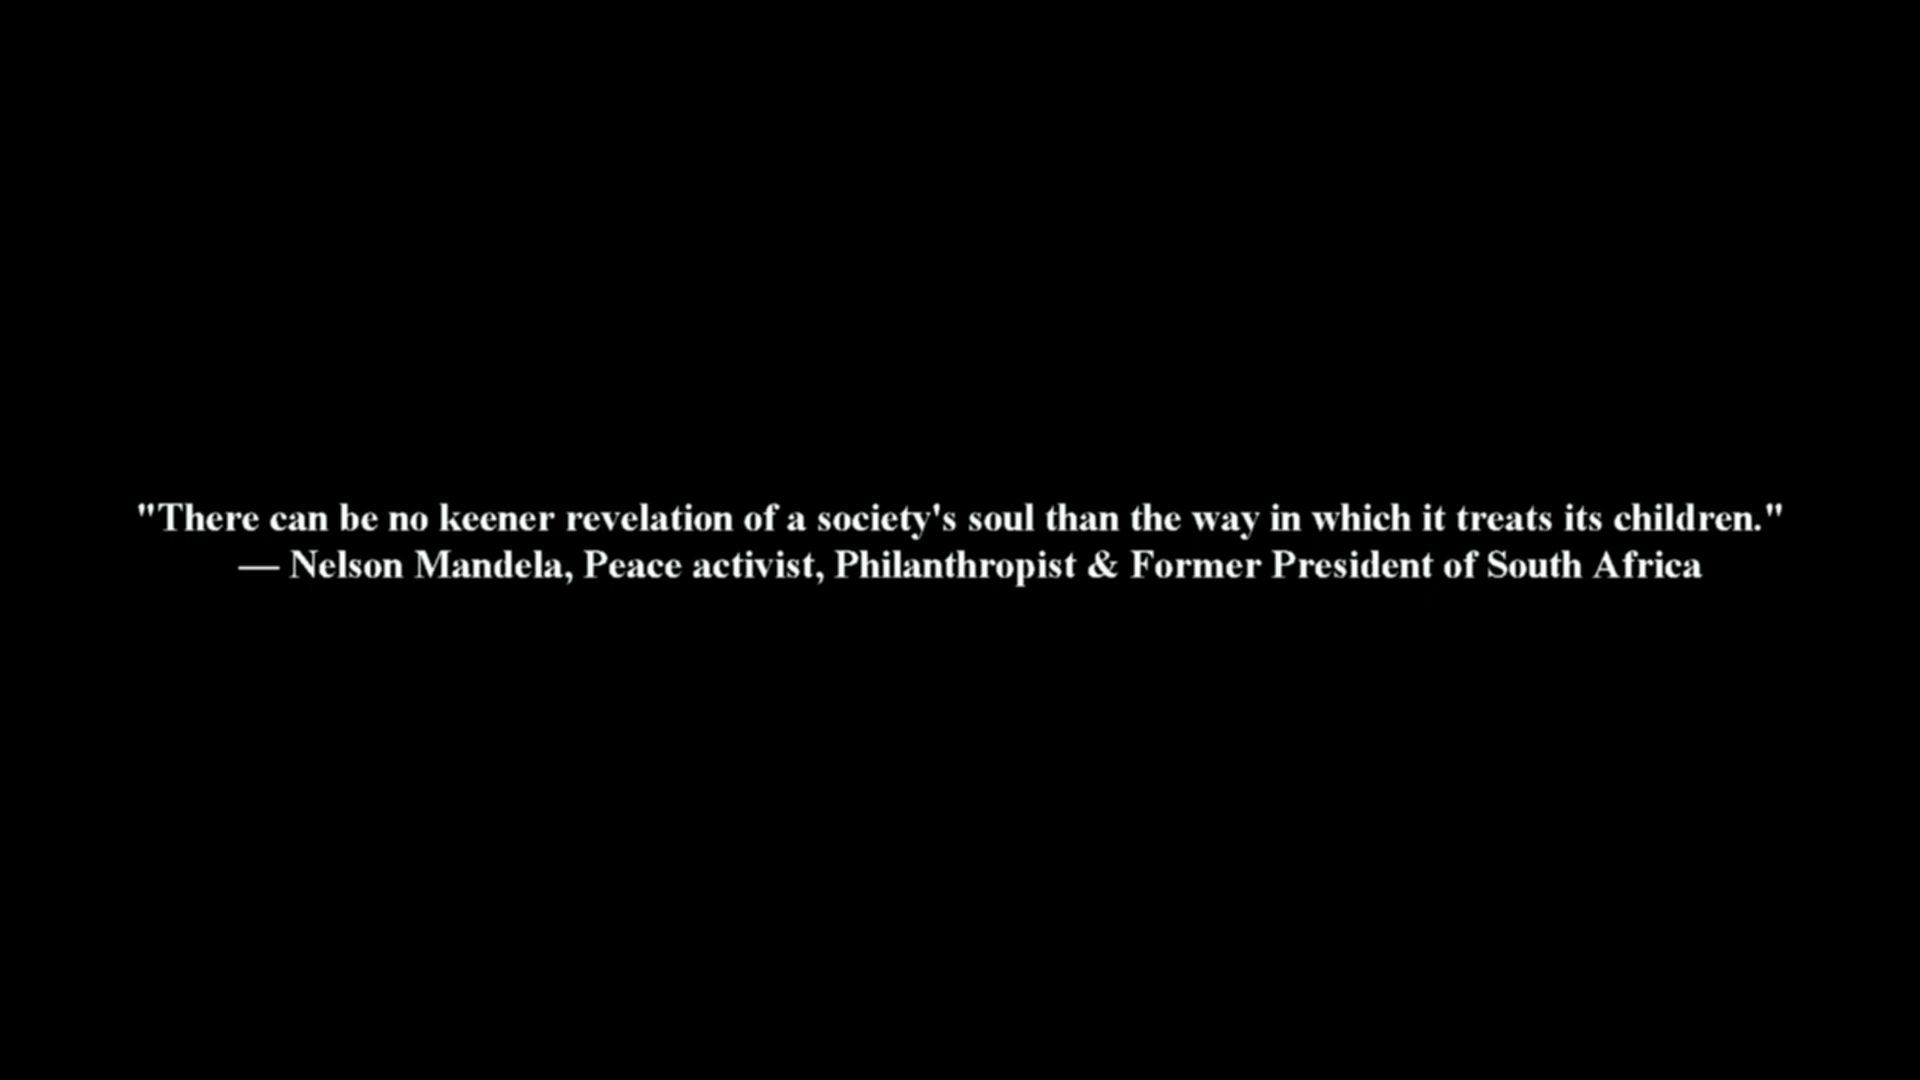 "There can be no keener revelation of a society's soul than the way in which it treats its children."
— Nelson Mandela, Peace activist, Philanthropist & Former President of South Africa